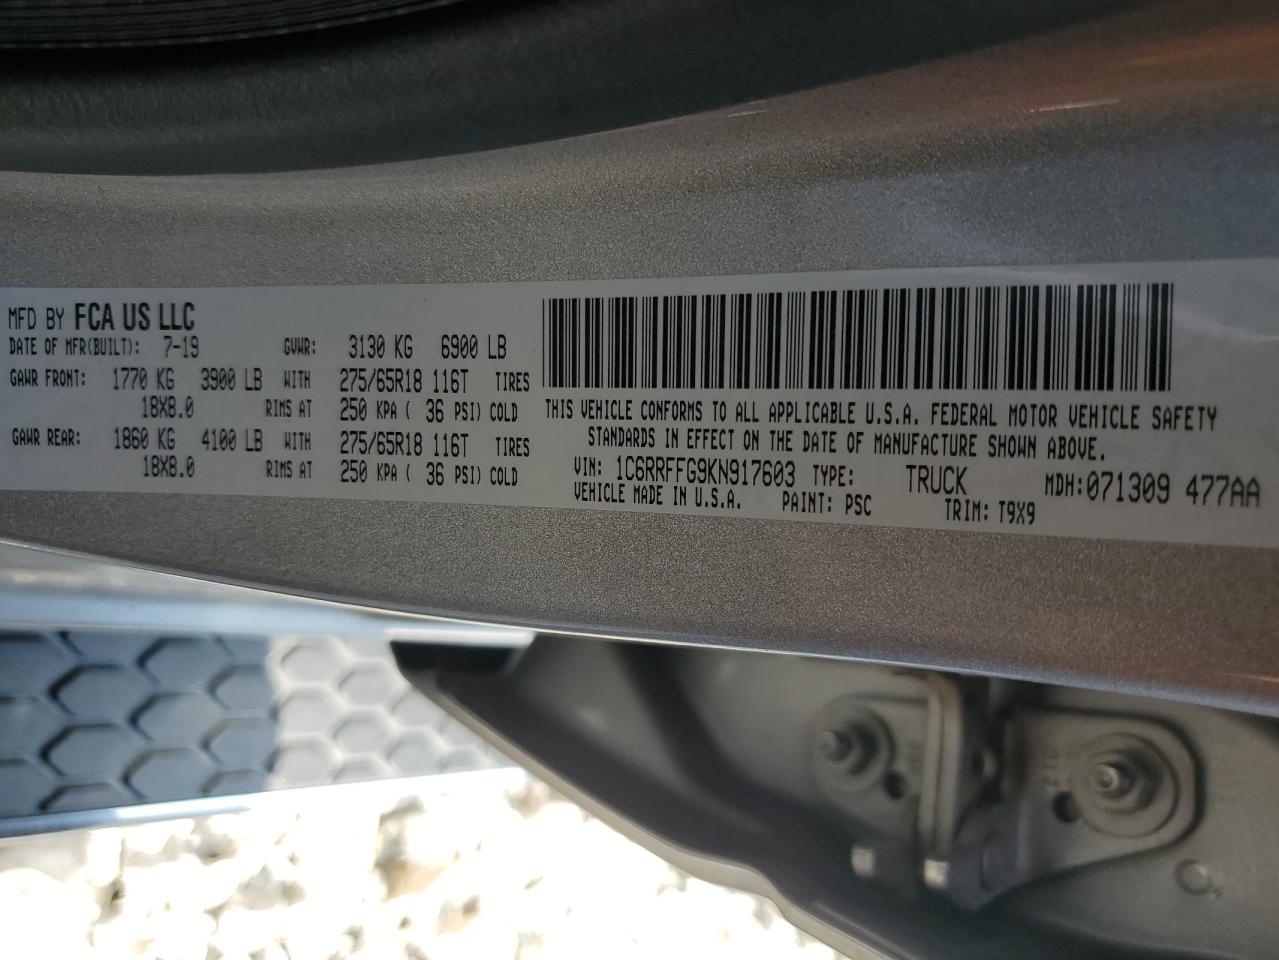 MFD BY FCA US LLC
DATE OF MFR(BUILT): 7-19 GVWR: 3130 KG 6900 LB
GAWR FRONT: 1770 KG 3900 LB WITH 275/65R18 116T TIRES
18X8.0 RIMS AT 250 KPA ( 36 PSI) COLD
GAWR REAR: 1860 KG 4100 LB WITH 275/65R18 116T TIRES
18X8.0 RIMS AT 250 KPA ( 36 PSI) COLD
THIS VEHICLE CONFORMS TO ALL APPLICABLE U.S.A. FEDERAL MOTOR VEHICLE SAFETY
STANDARDS IN EFFECT ON THE DATE OF MANUFACTURE SHOWN ABOVE.
VIN: 1C6RRFFG9KN917603 TYPE: TRUCK MDH:071309 477AA
VEHICLE MADE IN U.S.A. PAINT: PSC TRIM: T9X9